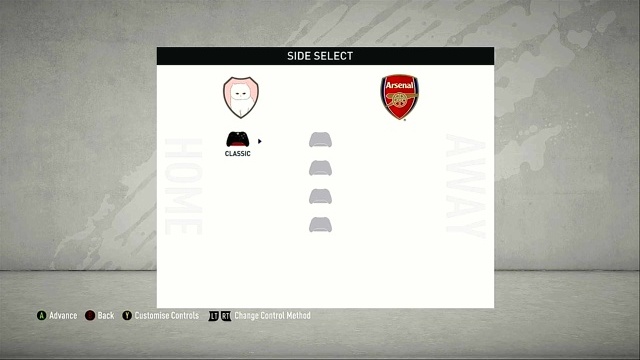 SIDE SELECT
Arsenal
CLASSIC
HOME
AWAY
A Advance
Back
Y Customise Controls
LT RT Change Control Method